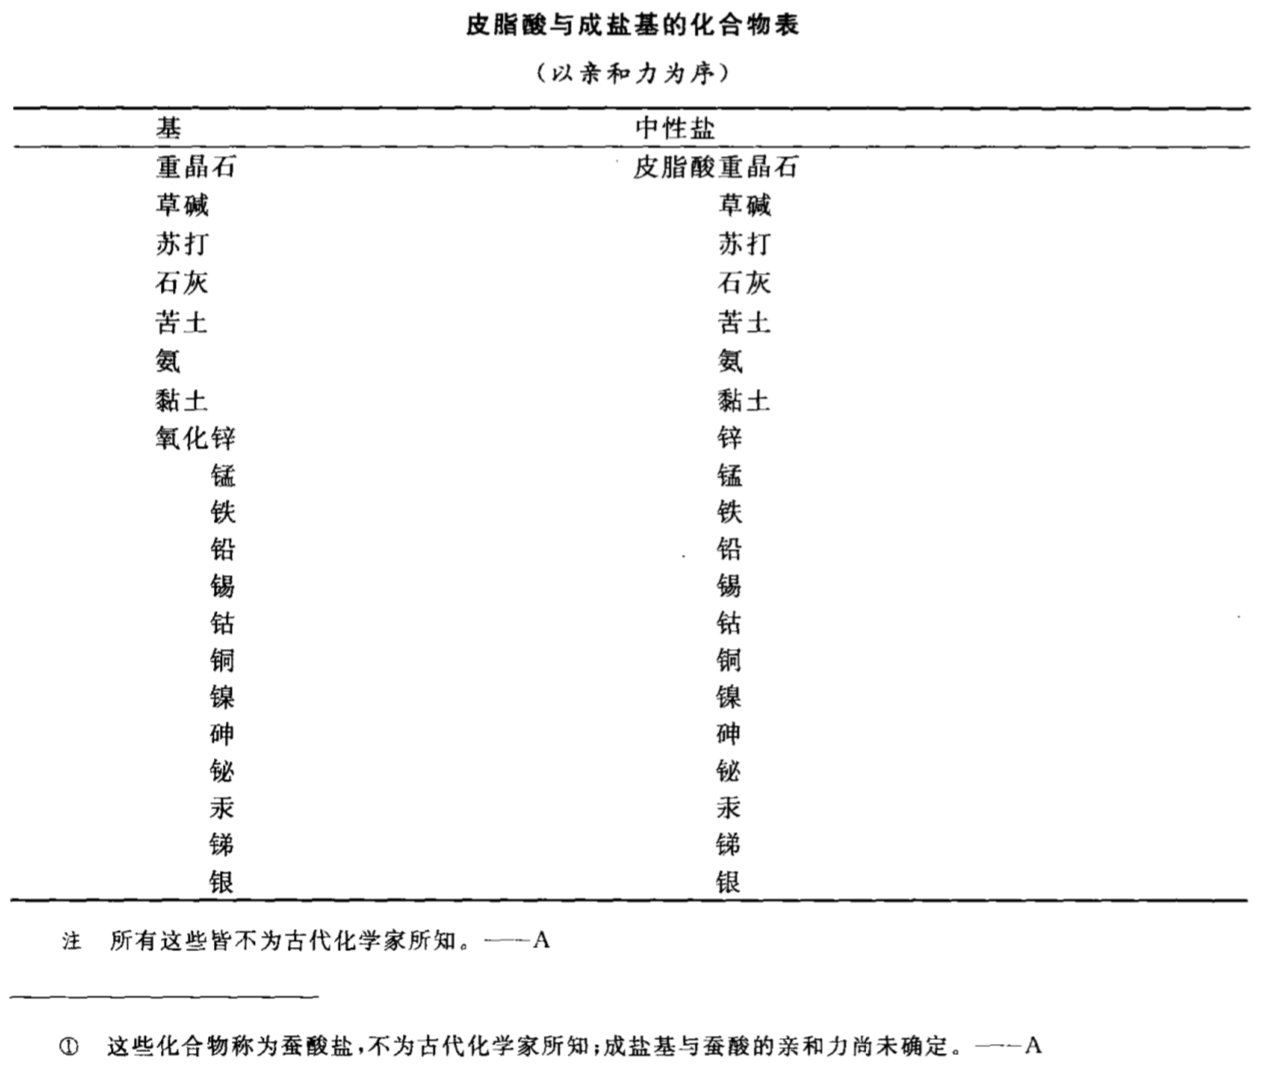 皮脂酸与成盐基的化合物表
（以亲和力为序）
基 中性盐
重晶石 皮脂酸重晶石
草碱 草碱
苏打 苏打
石灰 石灰
苦土 苦土
氨 氨
黏土 黏土
氧化锌 锌
锰 锰
铁 铁
铅 铅
锡 锡
钴 钴
铜 铜
镍 镍
砷 砷
铋 铋
汞 汞
锑 锑
银 银
注 所有这些皆不为古代化学家所知。——A
① 这些化合物称为蚕酸盐，不为古代化学家所知；成盐基与蚕酸的亲和力尚未确定。——A